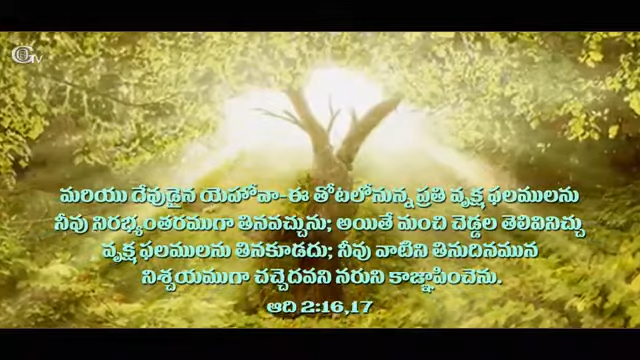 GTV
మరియు దేవుడైన యెహోవా-ఈ తోటలోనున్న ప్రతి వృక్ష ఫలములను
నీవు నిరభ్యంతరముగా తినవచ్చును; అయితే మంచి చెడ్డల తెలివినిచ్చు
వృక్ష ఫలములను తినకూడదు; నీవు వాటిని తినుదినమున
నిశ్చయముగా చచ్చెదవని నరుని కాజ్ఞాపించెను.
ఆది 2:16,17